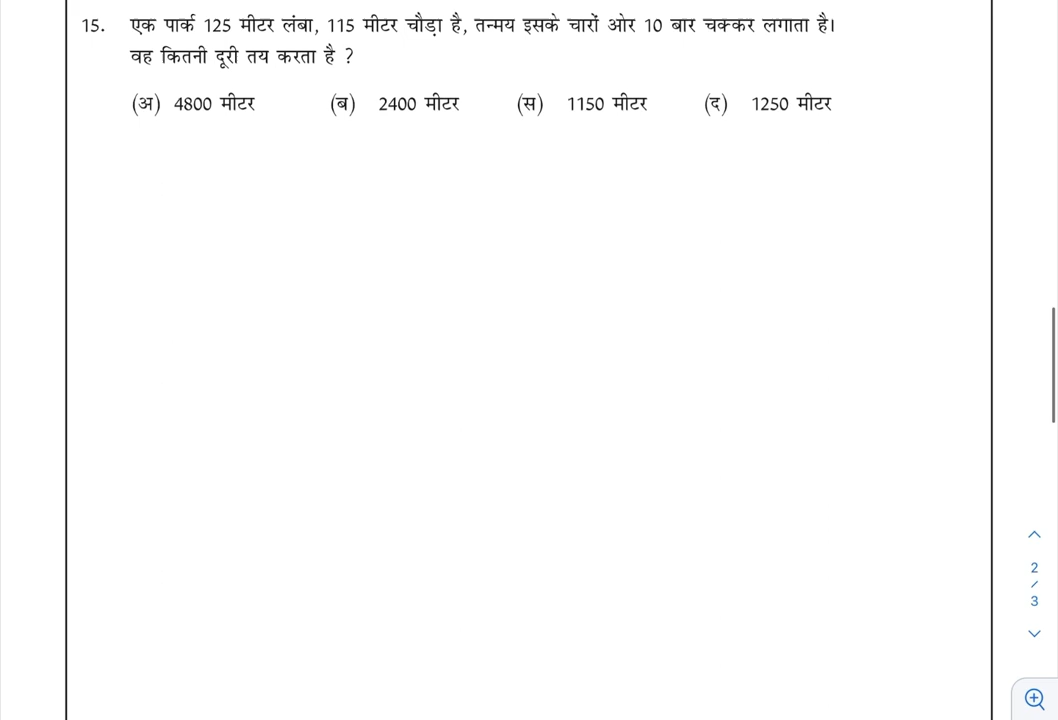 15. एक पार्क 125 मीटर लंबा, 115 मीटर चौड़ा है, तन्मय इसके चारों ओर 10 बार चक्कर लगाता है।
वह कितनी दूरी तय करता है ?
(अ) 4800 मीटर (ब) 2400 मीटर (स) 1150 मीटर (द) 1250 मीटर
2
/
3